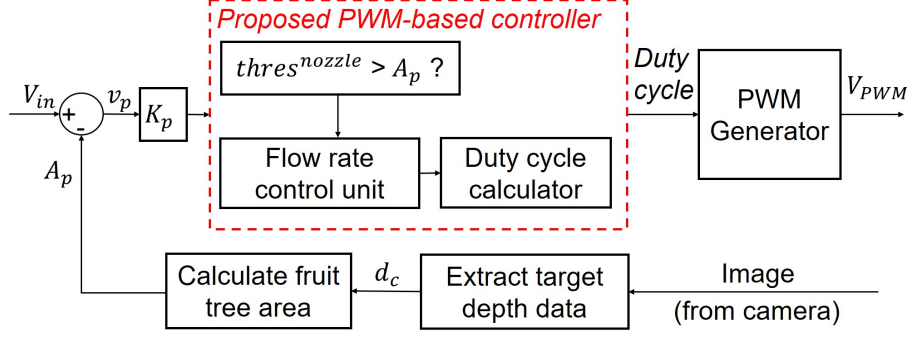 Proposed PWM-based controller
thres^nozzle > A_p ?
Duty
cycle
V_in
+
-
v_p
K_p
PWM
Generator
V_PWM
Flow rate
control unit
Duty cycle
calculator
A_p
Calculate fruit
tree area
d_c
Extract target
depth data
Image
(from camera)